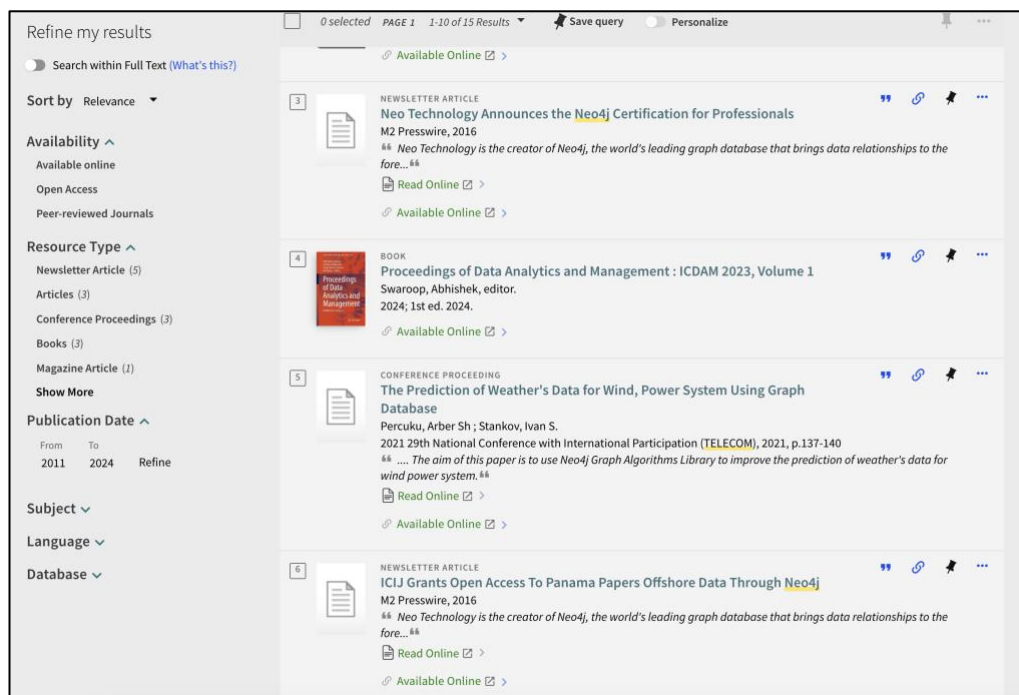 Refine my results
Search within Full Text (What's this?)
Sort by Relevance
Availability
Available online
Open Access
Peer-reviewed Journals
Resource Type
Newsletter Article (5)
Articles (3)
Conference Proceedings (3)
Books (3)
Magazine Article (1)
Show More
Publication Date
From To
2011 2024 Refine
Subject
Language
Database
0 selected PAGE 1 1-10 of 15 Results Save query Personalize
Available Online
3
NEWSLETTER ARTICLE
Neo Technology Announces the Neo4j Certification for Professionals
M2 Presswire, 2016
“ Neo Technology is the creator of Neo4j, the world's leading graph database that brings data relationships to the
fore...“
Read Online
Available Online
4
Proceedings
of Data
Analytics and
Management
BOOK
Proceedings of Data Analytics and Management : ICDAM 2023, Volume 1
Swaroop, Abhishek, editor.
2024; 1st ed. 2024.
Available Online
5
CONFERENCE PROCEEDING
The Prediction of Weather's Data for Wind, Power System Using Graph
Database
Percuku, Arber Sh ; Stankov, Ivan S.
2021 29th National Conference with International Participation (TELECOM), 2021, p.137-140
“ .... The aim of this paper is to use Neo4j Graph Algorithms Library to improve the prediction of weather's data for
wind power system.“
Read Online
Available Online
6
NEWSLETTER ARTICLE
ICIJ Grants Open Access To Panama Papers Offshore Data Through Neo4j
M2 Presswire, 2016
“ Neo Technology is the creator of Neo4j, the world's leading graph database that brings data relationships to the
fore...“
Read Online
Available Online